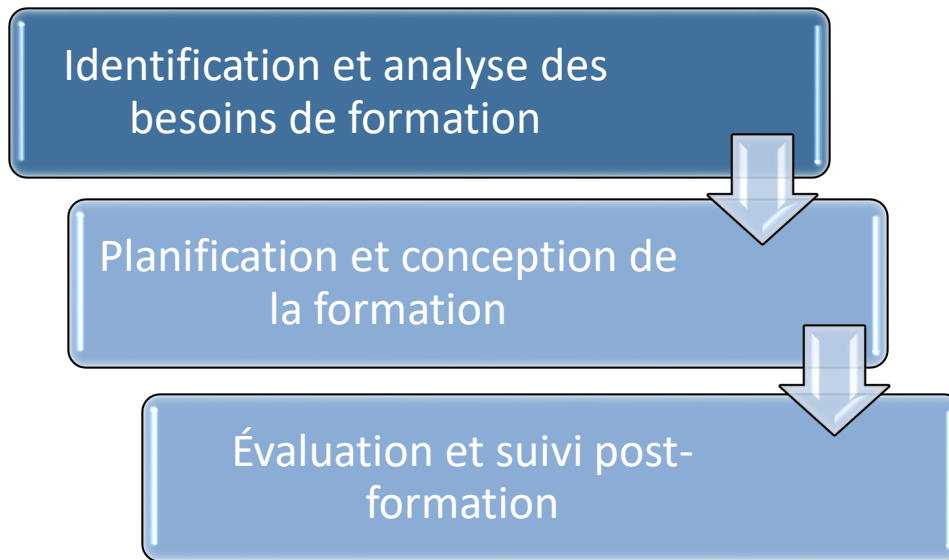 Identification et analyse des
besoins de formation
Planification et conception de
la formation
Évaluation et suivi post-
formation